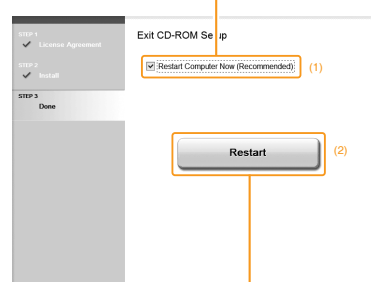 STEP 1
License Agreement
STEP 2
Install
STEP 3
Done
Exit CD-ROM Setup
Restart Computer Now (Recommended)
(1)
Restart
(2)